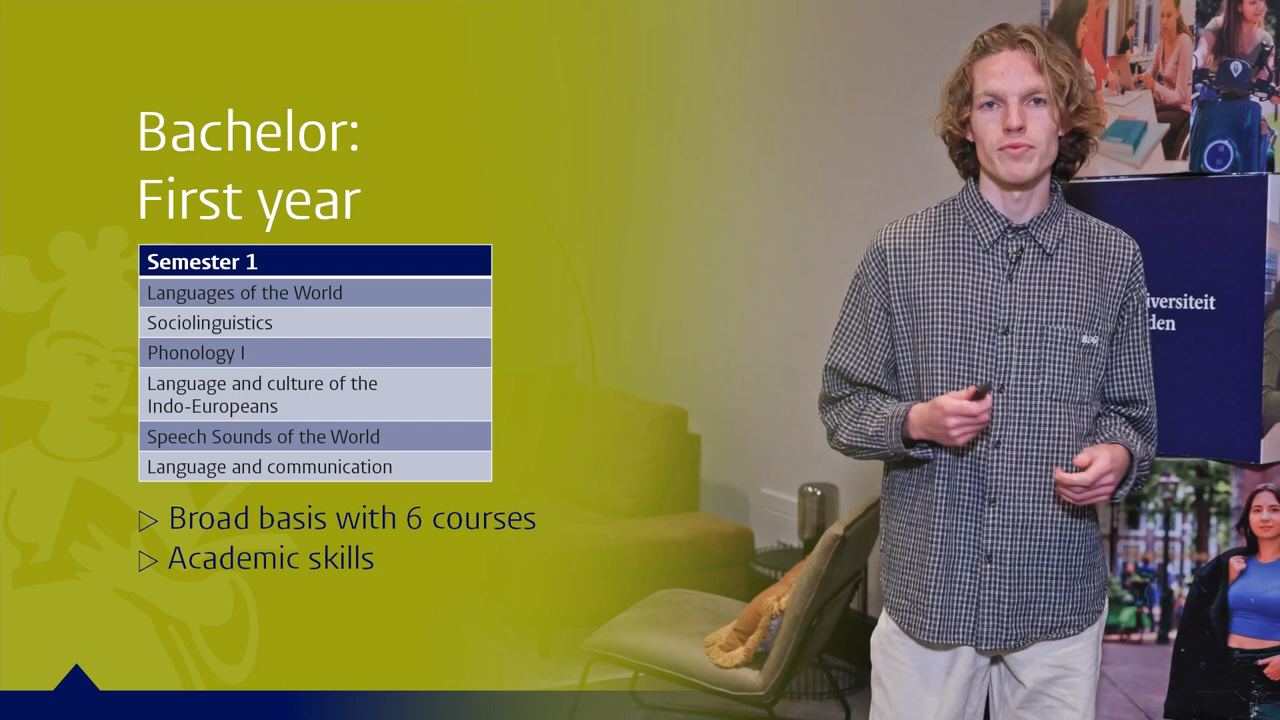 Bachelor:
First year
Semester 1
Languages of the World
Sociolinguistics
Phonology I
Language and culture of the
Indo-Europeans
Speech Sounds of the World
Language and communication
▷ Broad basis with 6 courses
▷ Academic skills
iversiteit
den